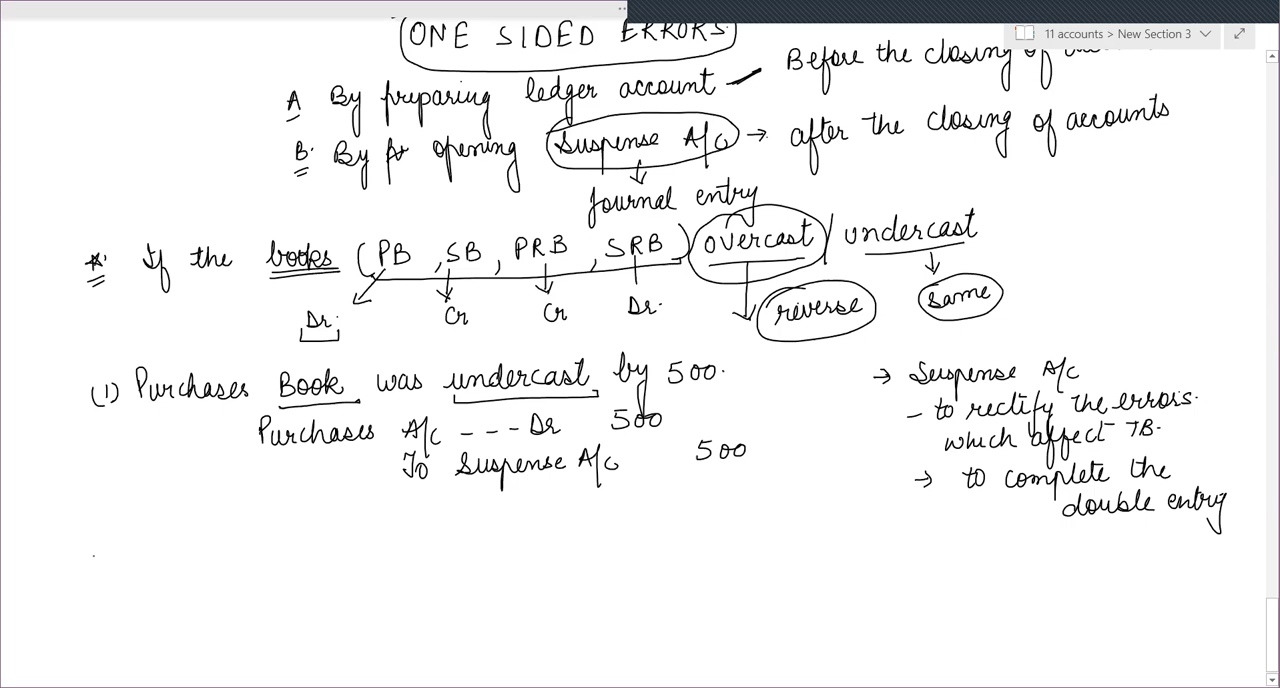 11 accounts > New Section 3
ONE SIDED ERRORS.
A By preparing ledger account - Before the closing of
B. By opening Suspense A/c → after the closing of accounts
Journal entry
* If the books (PB, SB, PRB, SRB) overcast / undercast
Dr. Cr Cr Dr. reverse same
(1) Purchases Book was undercast by 500.
Purchases A/c - - - Dr 500
To Suspense A/c 500
→ Suspense A/c
- to rectify the errors.
which affect TB.
→ to complete the
double entry